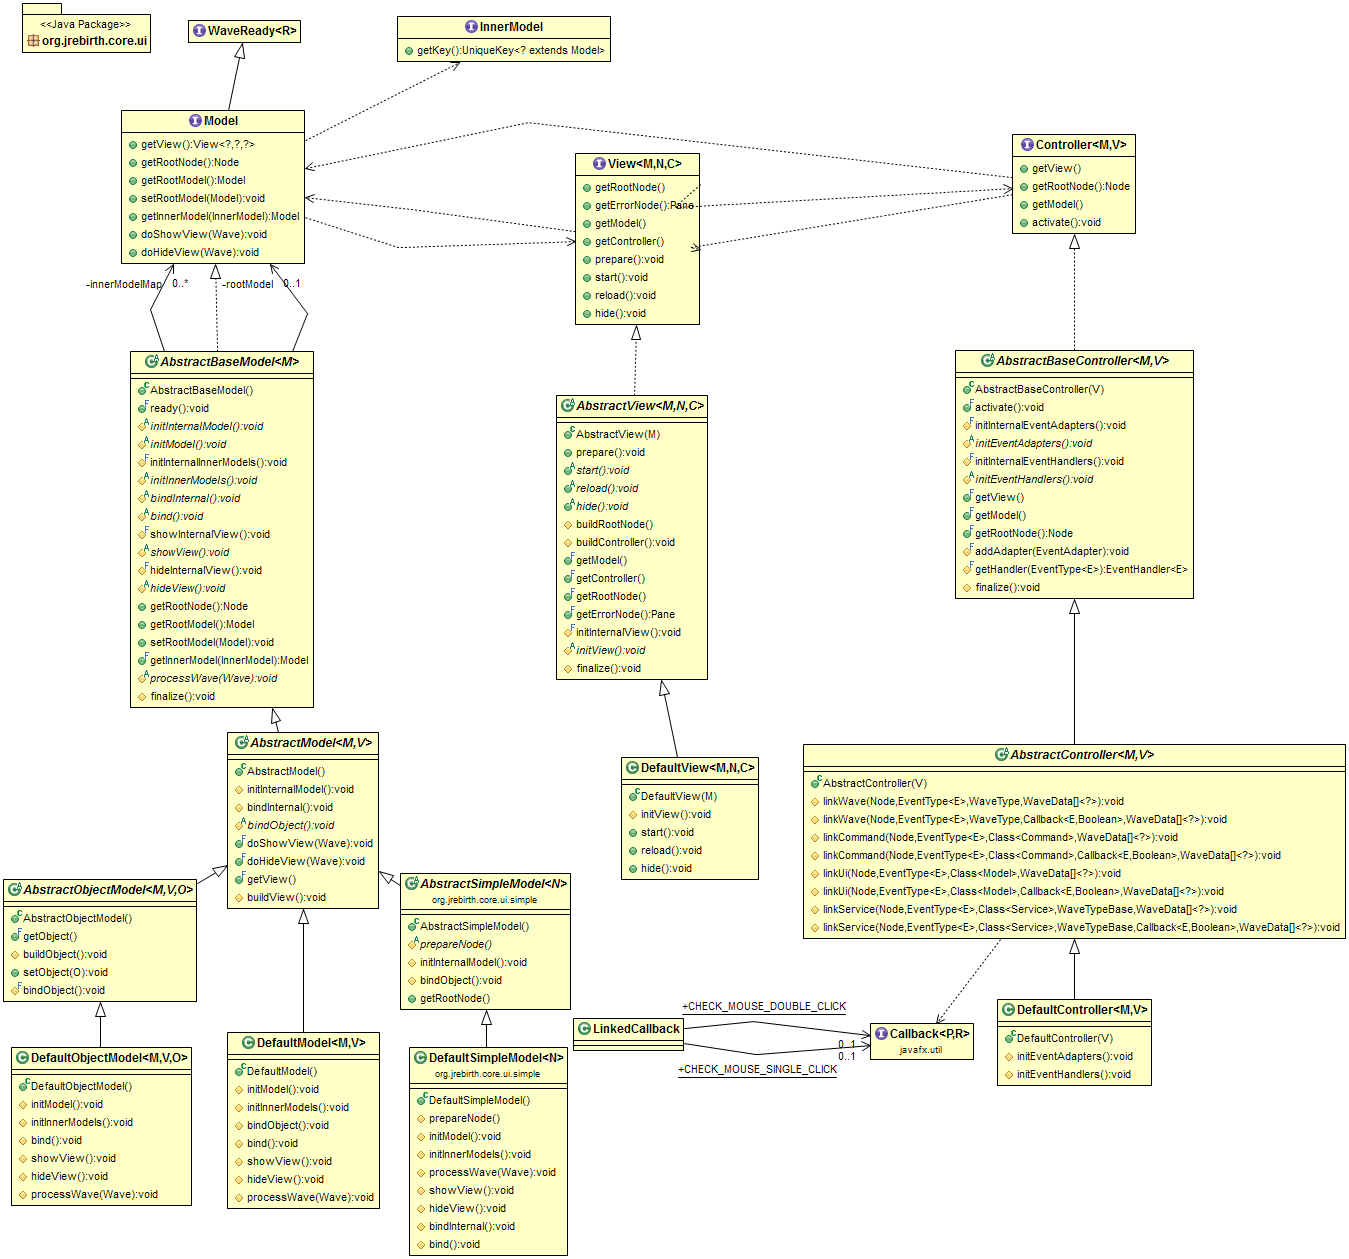 <<Java Package>>
org.jrebirth.core.ui
WaveReady<R>
InnerModel
getKey():UniqueKey<? extends Model>
Model
getView():View<?,?,?>
getRootNode():Node
getRootModel():Model
setRootModel(Model):void
getInnerModel(InnerModel):Model
doShowView(Wave):void
doHideView(Wave):void
View<M,N,C>
getRootNode()
getErrorNode():Pane
getModel()
getController()
prepare():void
start():void
reload():void
hide():void
Controller<M,V>
getView()
getRootNode():Node
getModel()
activate():void
-innerModelMap
0..*
-rootModel
0..1
AbstractBaseModel<M>
AbstractBaseModel()
ready():void
initInternalModel():void
initModel():void
initInternalInnerModels():void
initInnerModels():void
bindInternal():void
bind():void
showInternalView():void
showView():void
hideInternalView():void
hideView():void
getRootNode():Node
getRootModel():Model
setRootModel(Model):void
getInnerModel(InnerModel):Model
processWave(Wave):void
finalize():void
AbstractView<M,N,C>
AbstractView(M)
prepare():void
start():void
reload():void
hide():void
buildRootNode()
buildController():void
getModel()
getController()
getRootNode()
getErrorNode():Pane
initInternalView():void
initView():void
finalize():void
AbstractBaseController<M,V>
AbstractBaseController(V)
activate():void
initInternalEventAdapters():void
initEventAdapters():void
initInternalEventHandlers():void
initEventHandlers():void
getView()
getModel()
getRootNode():Node
addAdapter(EventAdapter):void
getHandler(EventType<E>):EventHandler<E>
finalize():void
AbstractModel<M,V>
AbstractModel()
initInternalModel():void
bindInternal():void
bindObject():void
doShowView(Wave):void
doHideView(Wave):void
getView()
buildView():void
DefaultView<M,N,C>
DefaultView(M)
initView():void
start():void
reload():void
hide():void
AbstractController<M,V>
AbstractController(V)
linkWave(Node,EventType<E>,WaveType,WaveData[]<?>):void
linkWave(Node,EventType<E>,WaveType,Callback<E,Boolean>,WaveData[]<?>):void
linkCommand(Node,EventType<E>,Class<Command>,WaveData[]<?>):void
linkCommand(Node,EventType<E>,Class<Command>,Callback<E,Boolean>,WaveData[]<?>):void
linkUi(Node,EventType<E>,Class<Model>,WaveData[]<?>):void
linkUi(Node,EventType<E>,Class<Model>,Callback<E,Boolean>,WaveData[]<?>):void
linkService(Node,EventType<E>,Class<Service>,WaveTypeBase,WaveData[]<?>):void
linkService(Node,EventType<E>,Class<Service>,WaveTypeBase,Callback<E,Boolean>,WaveData[]<?>):void
AbstractObjectModel<M,V,O>
AbstractObjectModel()
getObject()
buildObject():void
setObject(O):void
bindObject():void
AbstractSimpleModel<N>
org.jrebirth.core.ui.simple
AbstractSimpleModel()
prepareNode()
initInternalModel():void
bindObject():void
getRootNode()
DefaultObjectModel<M,V,O>
DefaultObjectModel()
initModel():void
initInnerModels():void
bind():void
showView():void
hideView():void
processWave(Wave):void
DefaultModel<M,V>
DefaultModel()
initModel():void
initInnerModels():void
bindObject():void
bind():void
showView():void
hideView():void
processWave(Wave):void
DefaultSimpleModel<N>
org.jrebirth.core.ui.simple
DefaultSimpleModel()
prepareNode()
initModel():void
initInnerModels():void
processWave(Wave):void
showView():void
hideView():void
bindInternal():void
bind():void
LinkedCallback
+CHECK_MOUSE_DOUBLE_CLICK
0..1
0..1
+CHECK_MOUSE_SINGLE_CLICK
Callback<P,R>
javafx.util
DefaultController<M,V>
DefaultController(V)
initEventAdapters():void
initEventHandlers():void